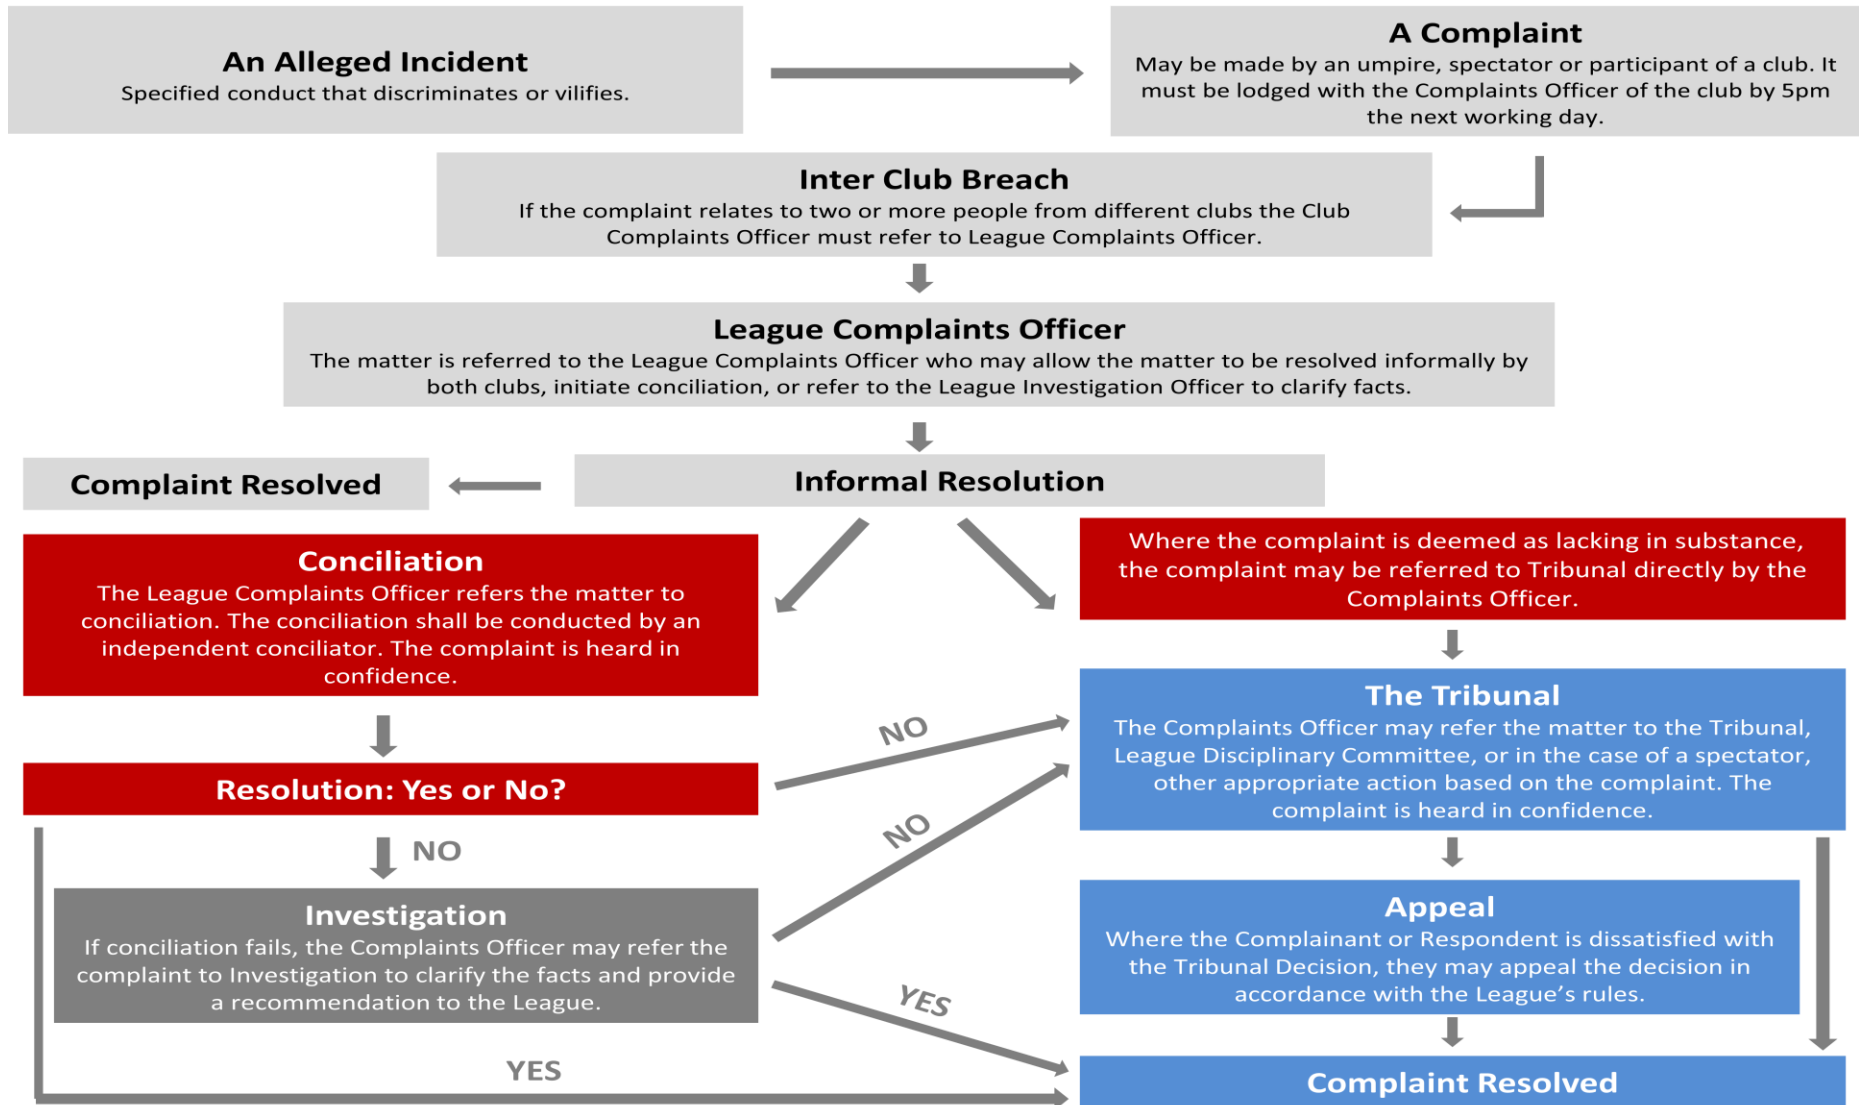 An Alleged Incident
Specified conduct that discriminates or vilifies.
A Complaint
May be made by an umpire, spectator or participant of a club. It
must be lodged with the Complaints Officer of the club by 5pm
the next working day.
Inter Club Breach
If the complaint relates to two or more people from different clubs the Club
Complaints Officer must refer to League Complaints Officer.
League Complaints Officer
The matter is referred to the League Complaints Officer who may allow the matter to be resolved informally by
both clubs, initiate conciliation, or refer to the League Investigation Officer to clarify facts.
Complaint Resolved
Informal Resolution
Conciliation
The League Complaints Officer refers the matter to
conciliation. The conciliation shall be conducted by an
independent conciliator. The complaint is heard in
confidence.
Where the complaint is deemed as lacking in substance,
the complaint may be referred to Tribunal directly by the
Complaints Officer.
The Tribunal
The Complaints Officer may refer the matter to the Tribunal,
League Disciplinary Committee, or in the case of a spectator,
other appropriate action based on the complaint. The
complaint is heard in confidence.
NO
Resolution: Yes or No?
NO
NO
Investigation
If conciliation fails, the Complaints Officer may refer the
complaint to Investigation to clarify the facts and provide
a recommendation to the League.
Appeal
Where the Complainant or Respondent is dissatisfied with
the Tribunal Decision, they may appeal the decision in
accordance with the League’s rules.
YES
YES
Complaint Resolved